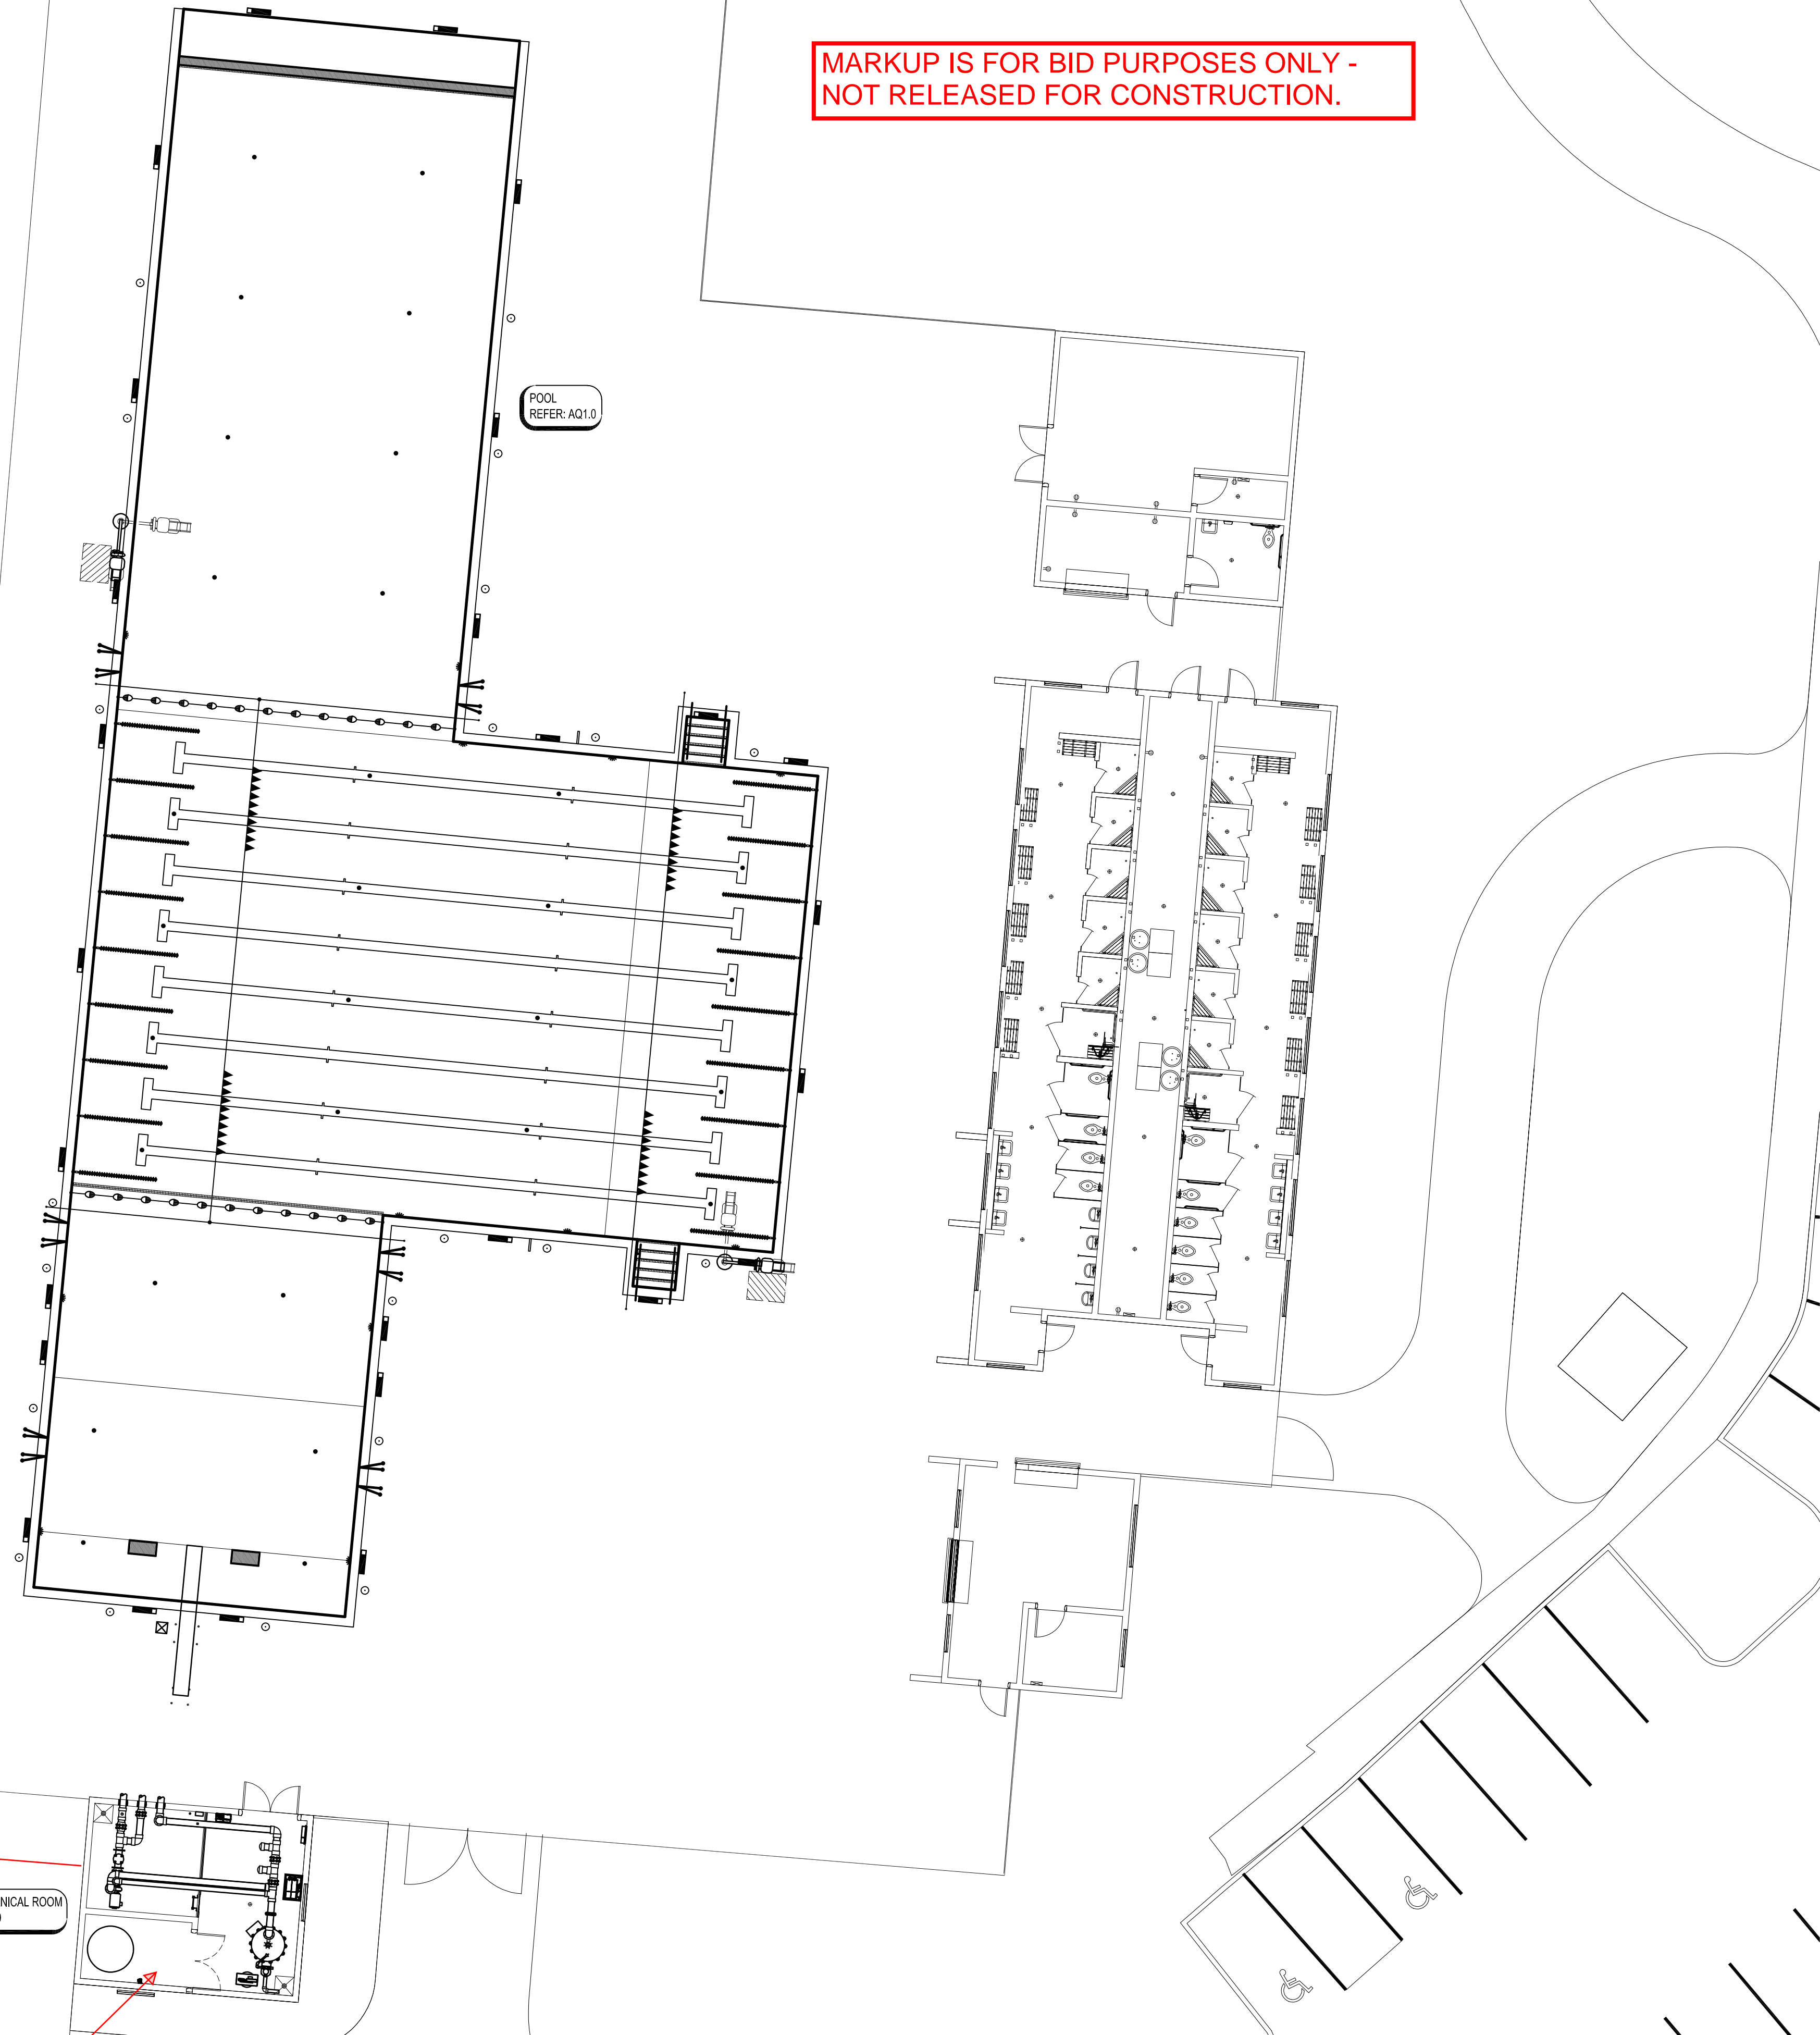 MARKUP IS FOR BID PURPOSES ONLY -
NOT RELEASED FOR CONSTRUCTION.
POOL
REFER: AQ1.0
NICAL ROOM